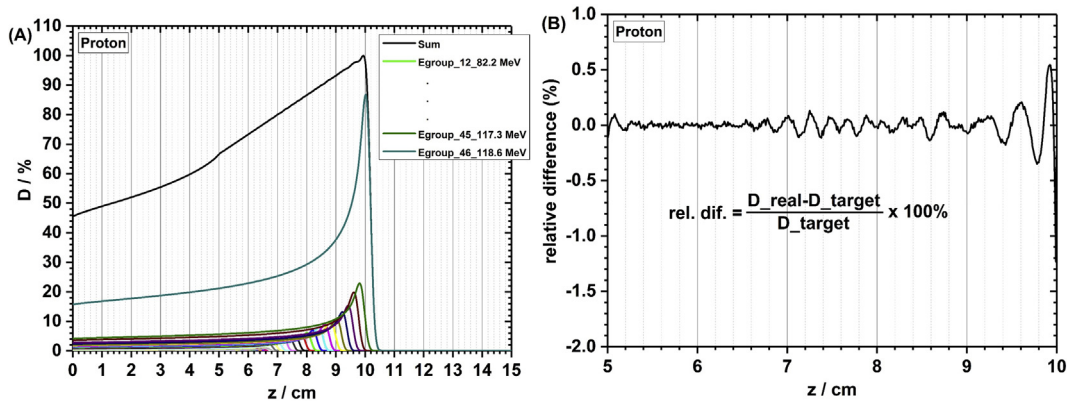 (A)
Proton
110
100
90
80
70
60
50
40
30
20
10
0
D / %
Sum
Egroup_12_82.2 MeV
.
.
.
Egroup_45_117.3 MeV
Egroup_46_118.6 MeV
0 1 2 3 4 5 6 7 8 9 10 11 12 13 14 15
z / cm
(B)
Proton
1.0
0.5
0.0
-0.5
-1.0
-1.5
-2.0
relative difference (%)
rel. dif. = D_real-D_target
D_target
x 100%
5 6 7 8 9 10
z / cm